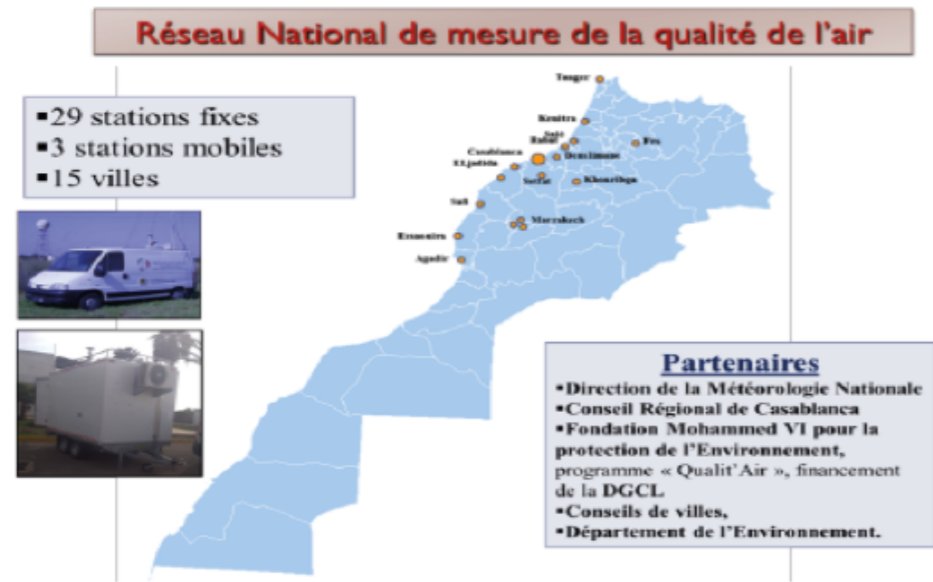 Réseau National de mesure de la qualité de l'air
▪29 stations fixes
▪3 stations mobiles
▪15 villes
Tanger
Kenitra
Salé
Rabat
Fes
Casablanca
Benslimane
ELjadida
Settat
Khouribga
Safi
Marrakech
Essaouira
Agadir
Partenaires
▪Direction de la Météorologie Nationale
▪Conseil Régional de Casablanca
▪Fondation Mohammed VI pour la
protection de l'Environnement,
programme « Qualit'Air », financement
de la DGCL
▪Conseils de villes,
▪Département de l'Environnement.